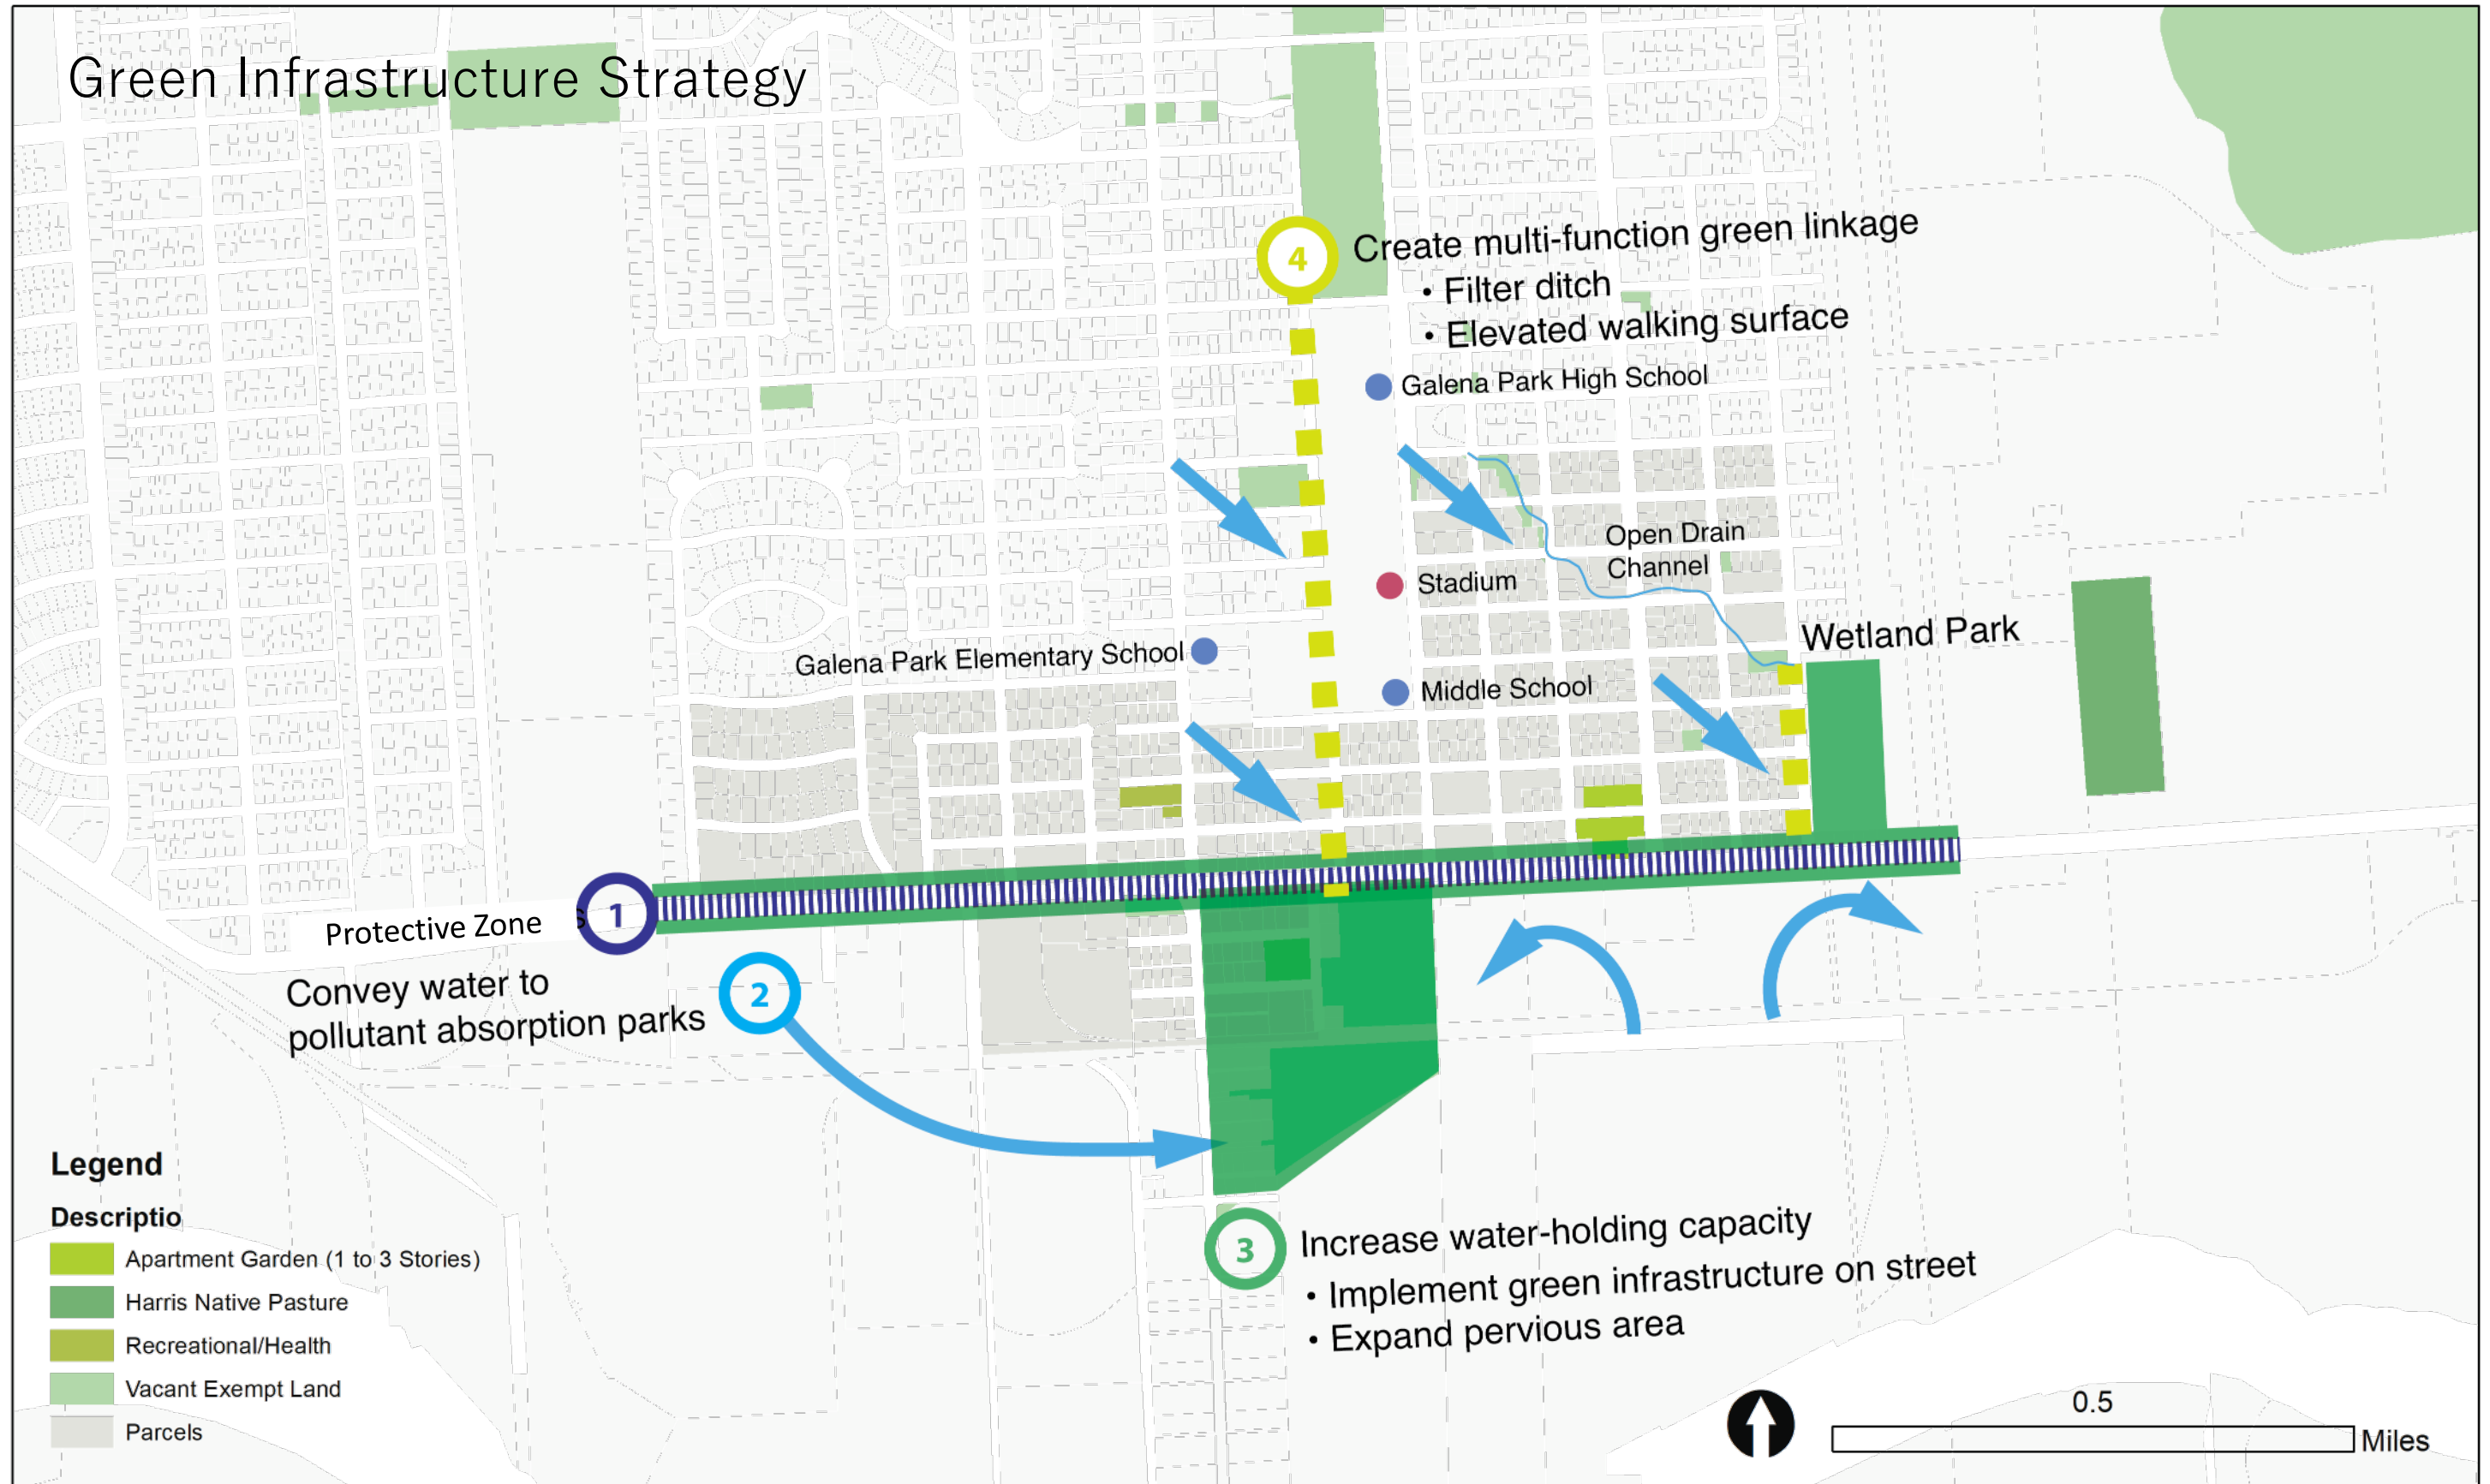 Green Infrastructure Strategy
4
Create multi-function green linkage
• Filter ditch
• Elevated walking surface
Galena Park High School
Open Drain
Channel
Stadium
Wetland Park
Galena Park Elementary School
Middle School
Protective Zone s
1
2
Convey water to
pollutant absorption parks
3
Increase water-holding capacity
• Implement green infrastructure on street
• Expand pervious area
Legend
Descriptio
Apartment Garden (1 to 3 Stories)
Harris Native Pasture
Recreational/Health
Vacant Exempt Land
Parcels
0.5
Miles